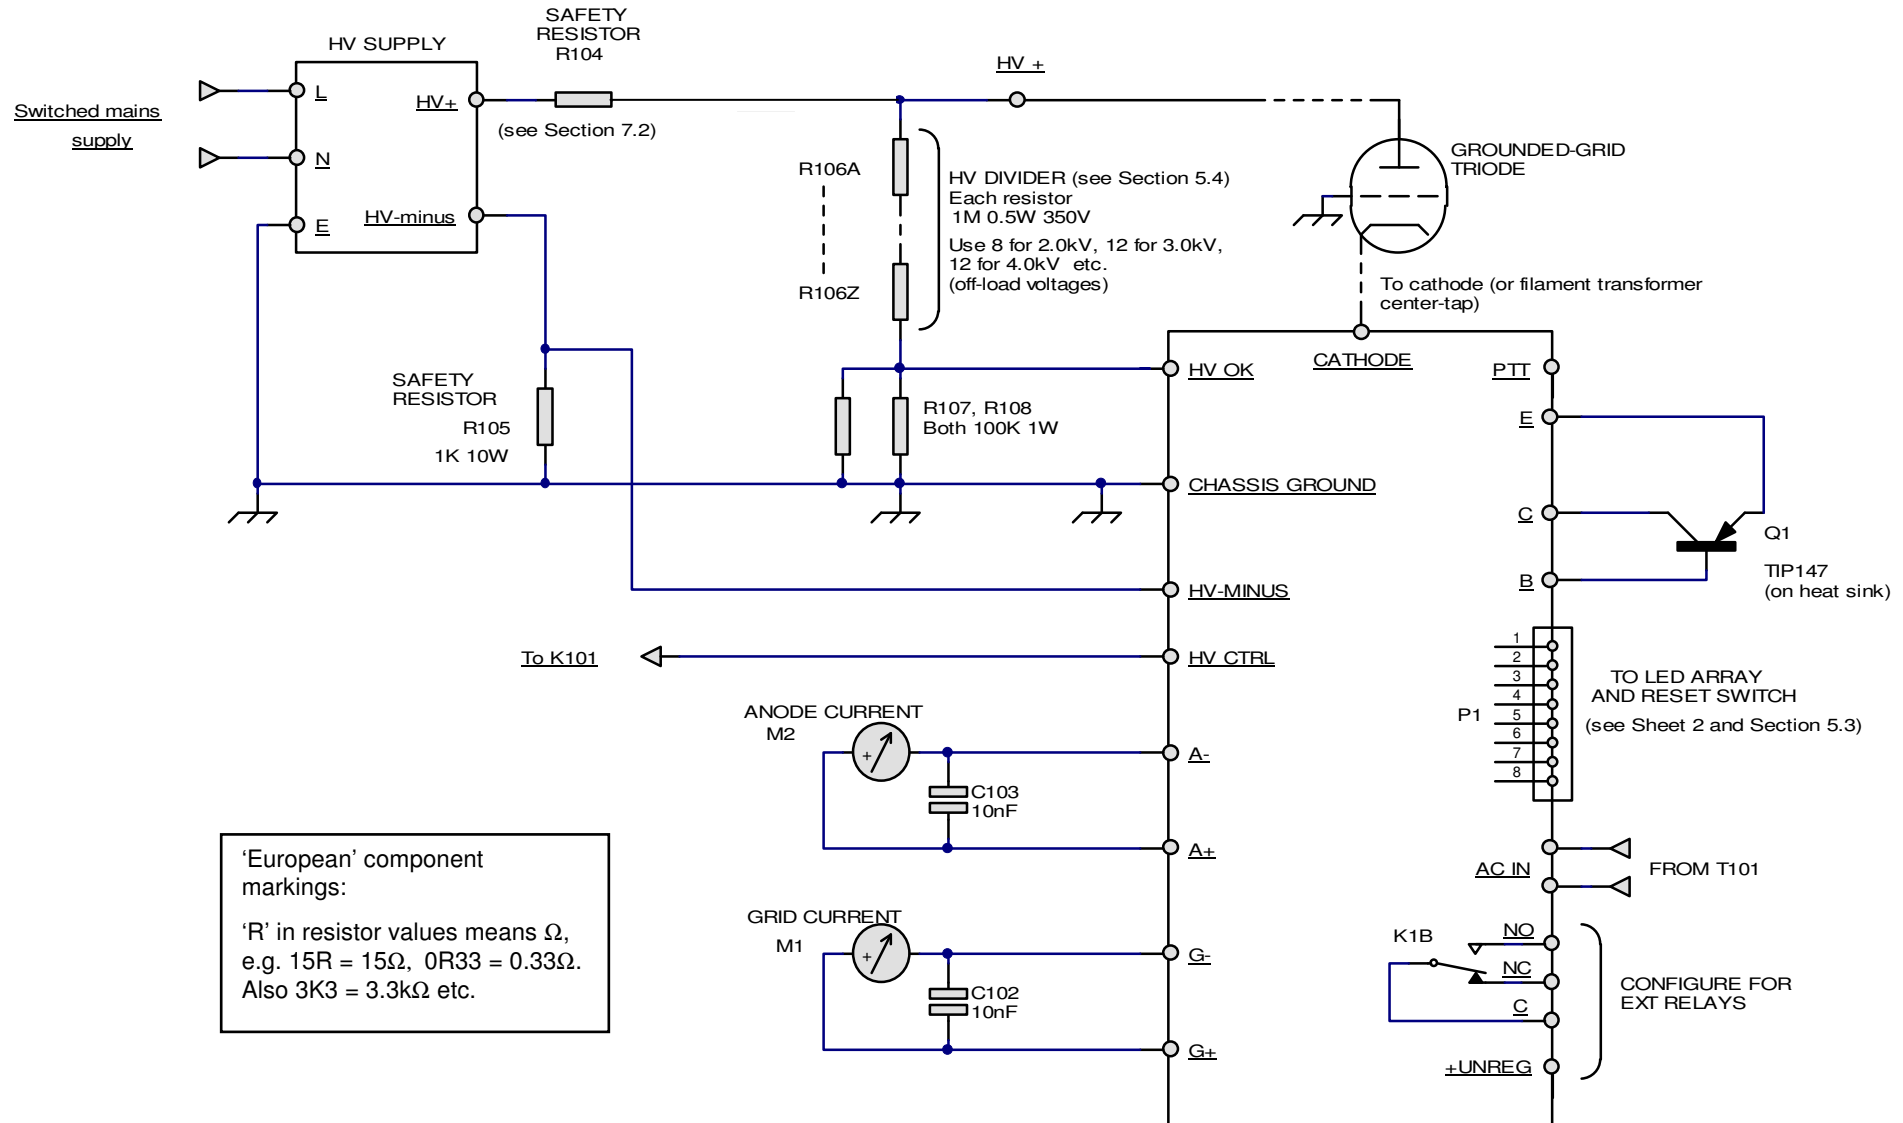 SAFETY
RESISTOR
R104
HV SUPPLY
HV +
L
HV+
Switched mains
supply
(see Section 7.2)
N
HV-minus
E
R106A
R106Z
HV DIVIDER (see Section 5.4)
Each resistor
1M 0.5W 350V
Use 8 for 2.0kV, 12 for 3.0kV,
12 for 4.0kV etc.
(off-load voltages)
GROUNDED-GRID
TRIODE
To cathode (or filament transformer
center-tap)
CATHODE
SAFETY
RESISTOR
R105
1K 10W
R107, R108
Both 100K 1W
HV OK
CHASSIS GROUND
HV-MINUS
To K101
HV CTRL
PTT
E
C
B
Q1
TIP147
(on heat sink)
1
2
3
4
5
6
7
8
P1
TO LED ARRAY
AND RESET SWITCH
(see Sheet 2 and Section 5.3)
ANODE CURRENT
M2
+
C103
10nF
A-
A+
GRID CURRENT
M1
+
C102
10nF
G-
G+
AC IN
FROM T101
K1B
NO
NC
C
+UNREG
CONFIGURE FOR
EXT RELAYS
‘European’ component
markings:
‘R’ in resistor values means Ω,
e.g. 15R = 15Ω, 0R33 = 0.33Ω.
Also 3K3 = 3.3kΩ etc.